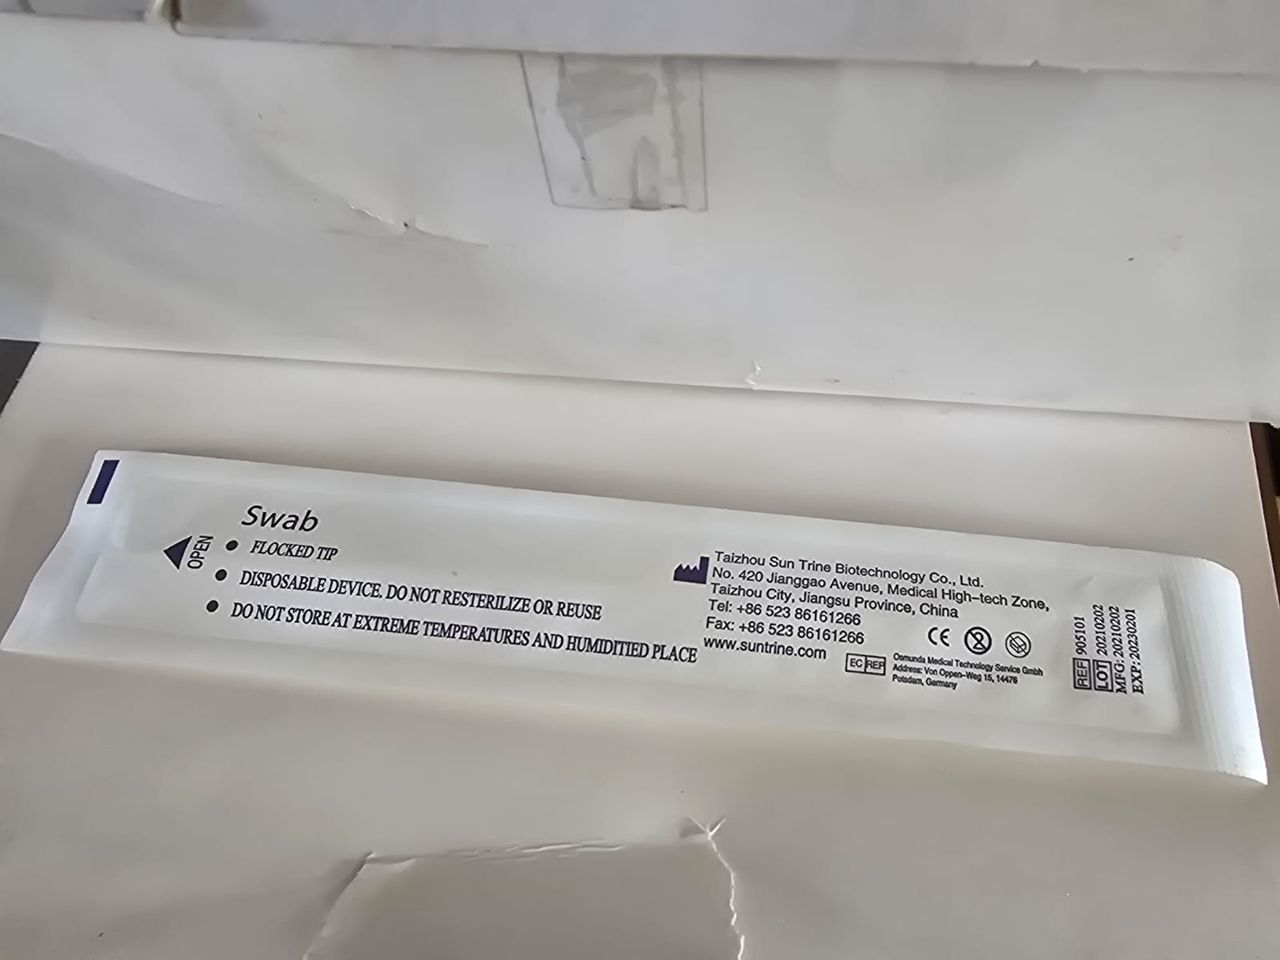 Swab
OPEN
FLOCKED TIP
DISPOSABLE DEVICE. DO NOT RESTERILIZE OR REUSE
DO NOT STORE AT EXTREME TEMPERATURES AND HUMIDITIED PLACE
Taizhou Sun Trine Biotechnology Co., Ltd.
No. 420 Jianggao Avenue, Medical High-tech Zone,
Taizhou City, Jiangsu Province, China
Tel: +86 523 86161266
Fax: +86 523 86161266
www.suntrine.com
CE
2
EC REP
Osmunda Medical Technology Service Gmbh
Address: Von Oppen-Weg 15, 14476
Potsdam, Germany
REF 905101
LOT 20210202
MFG: 20210202
EXP: 20230201